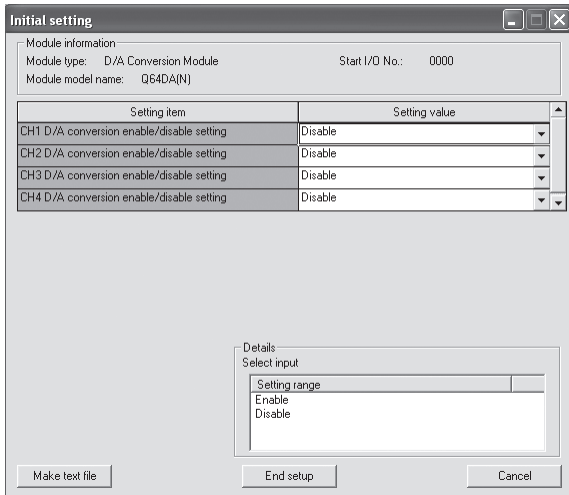 Initial setting
Module information
Module type: D/A Conversion Module Start I/O No.: 0000
Module model name: Q64DA(N)
Setting item Setting value
CH1 D/A conversion enable/disable setting Disable
CH2 D/A conversion enable/disable setting Disable
CH3 D/A conversion enable/disable setting Disable
CH4 D/A conversion enable/disable setting Disable
Details
Select input
Setting range
Enable
Disable
Make text file End setup Cancel